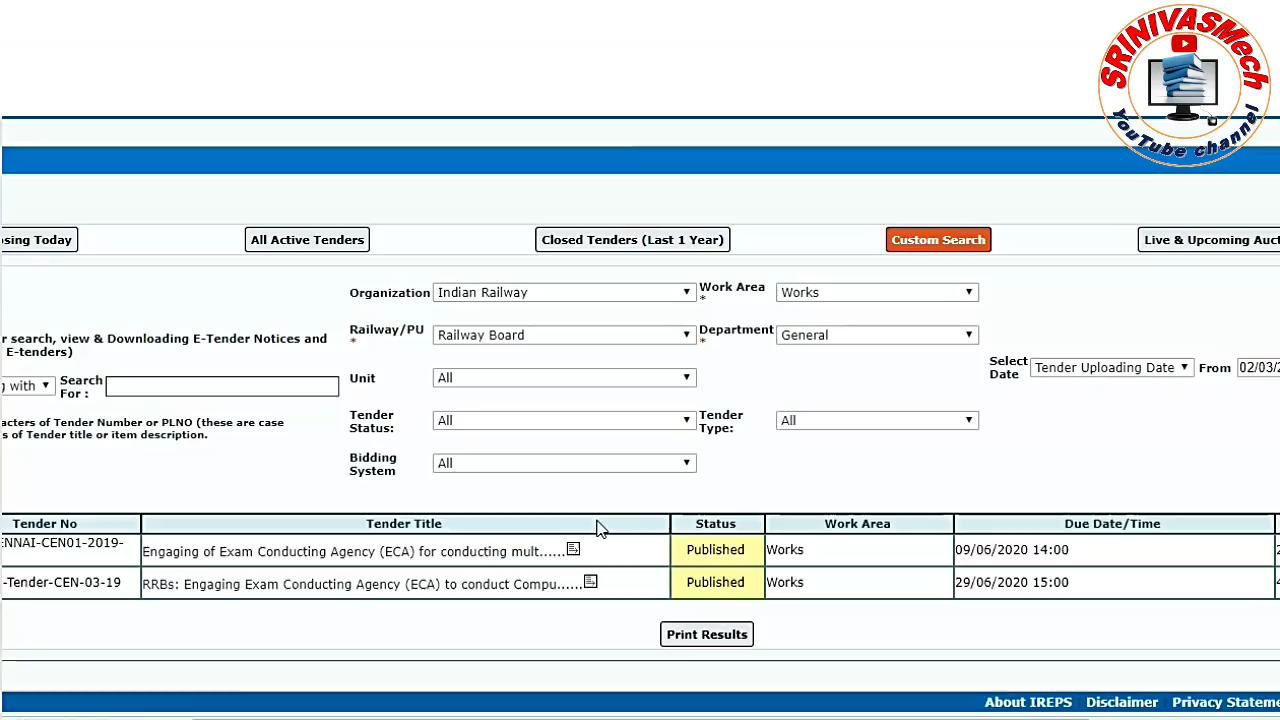 SRINIVASMech
YouTube channel
osing Today
All Active Tenders
Closed Tenders (Last 1 Year)
Custom Search
Live & Upcoming Auct
Organization
Indian Railway
Work Area
*
Works
Railway/PU
*
Railway Board
Department
*
General
r search, view & Downloading E-Tender Notices and
E-tenders)
Select
Date
Tender Uploading Date
From
02/03/2
g with
Search
For :
Unit
All
Tender
Status:
All
Tender
Type:
All
acters of Tender Number or PLNO (these are case
s of Tender title or item description.
Bidding
System
All
Tender No
Tender Title
Status
Work Area
Due Date/Time
ENNAI-CEN01-2019-
Engaging of Exam Conducting Agency (ECA) for conducting mult......
Published
Works
09/06/2020 14:00
-Tender-CEN-03-19
RRBs: Engaging Exam Conducting Agency (ECA) to conduct Compu......
Published
Works
29/06/2020 15:00
Print Results
About IREPS
Disclaimer
Privacy Stateme